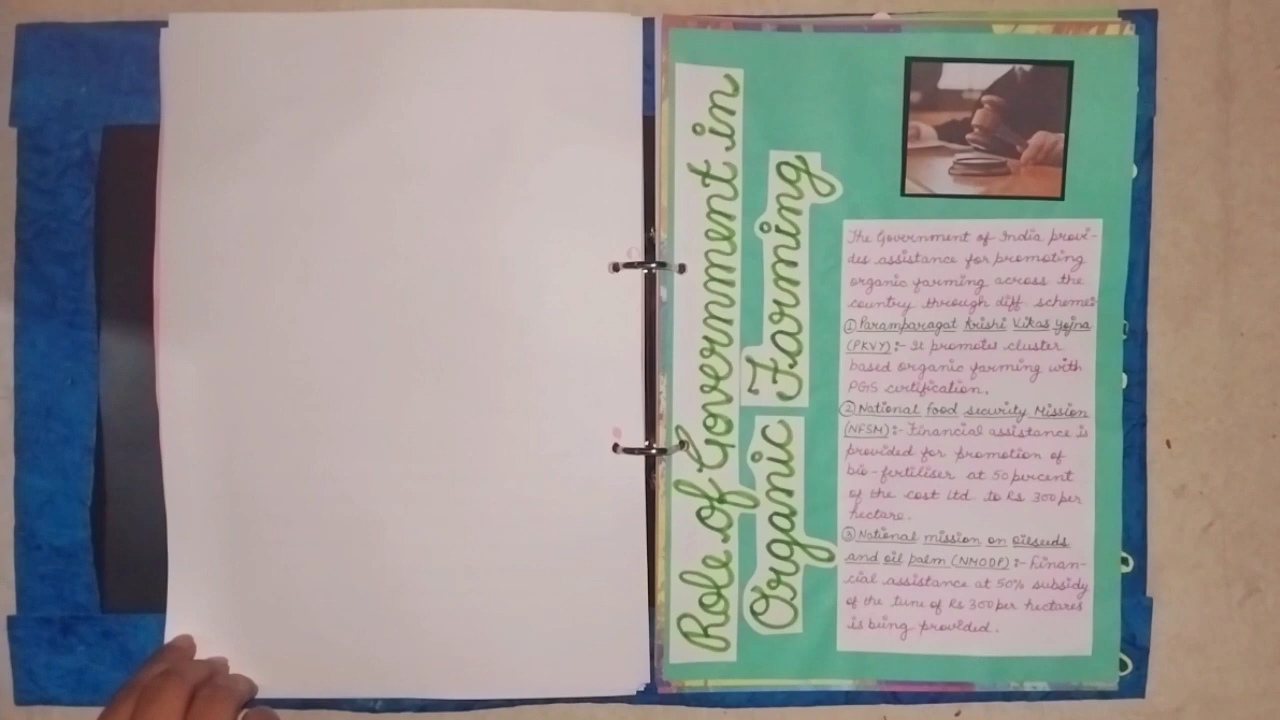 Role of Government in
Organic Farming
The Government of India provi-
des assistance for promoting
organic farming across the
country through diff schemes
① Paramparagat Krishi Vikas Yojna
(PKVY):- It promotes cluster
based organic farming with
PGS certification.
② National food security Mission
(NFSM):- Financial assistance is
provided for promotion of
bio-fertiliser at 50 percent
of the cost ltd to Rs 300 per
hectare.
③ National mission on oilseeds
and oil palm (NMOOP):- Finan-
cial assistance at 50% subsidy
of the tune of Rs 300 per hectares
is being provided.